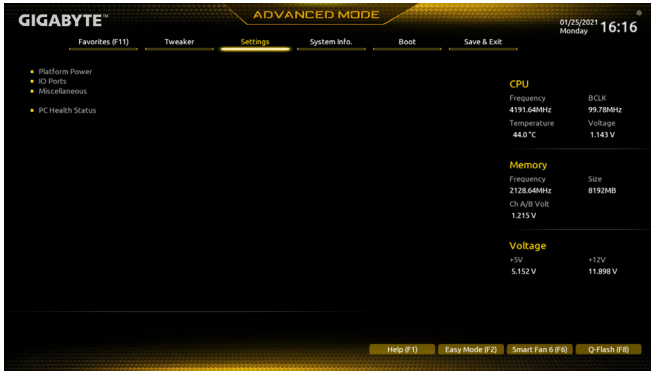 GIGABYTE™
ADVANCED MODE
01/25/2021 Monday 16:16
Favorites (F11) Tweaker Settings System Info. Boot Save & Exit
Platform Power
IO Ports
Miscellaneous
PC Health Status
CPU
Frequency BCLK
4191.64MHz 99.78MHz
Temperature Voltage
44.0 °C 1.143 V
Memory
Frequency Size
2128.64MHz 8192MB
Ch A/B Volt
1.215 V
Voltage
+5V +12V
5.152 V 11.898 V
Help (F1) Easy Mode (F2) Smart Fan 6 (F6) Q-Flash (F8)